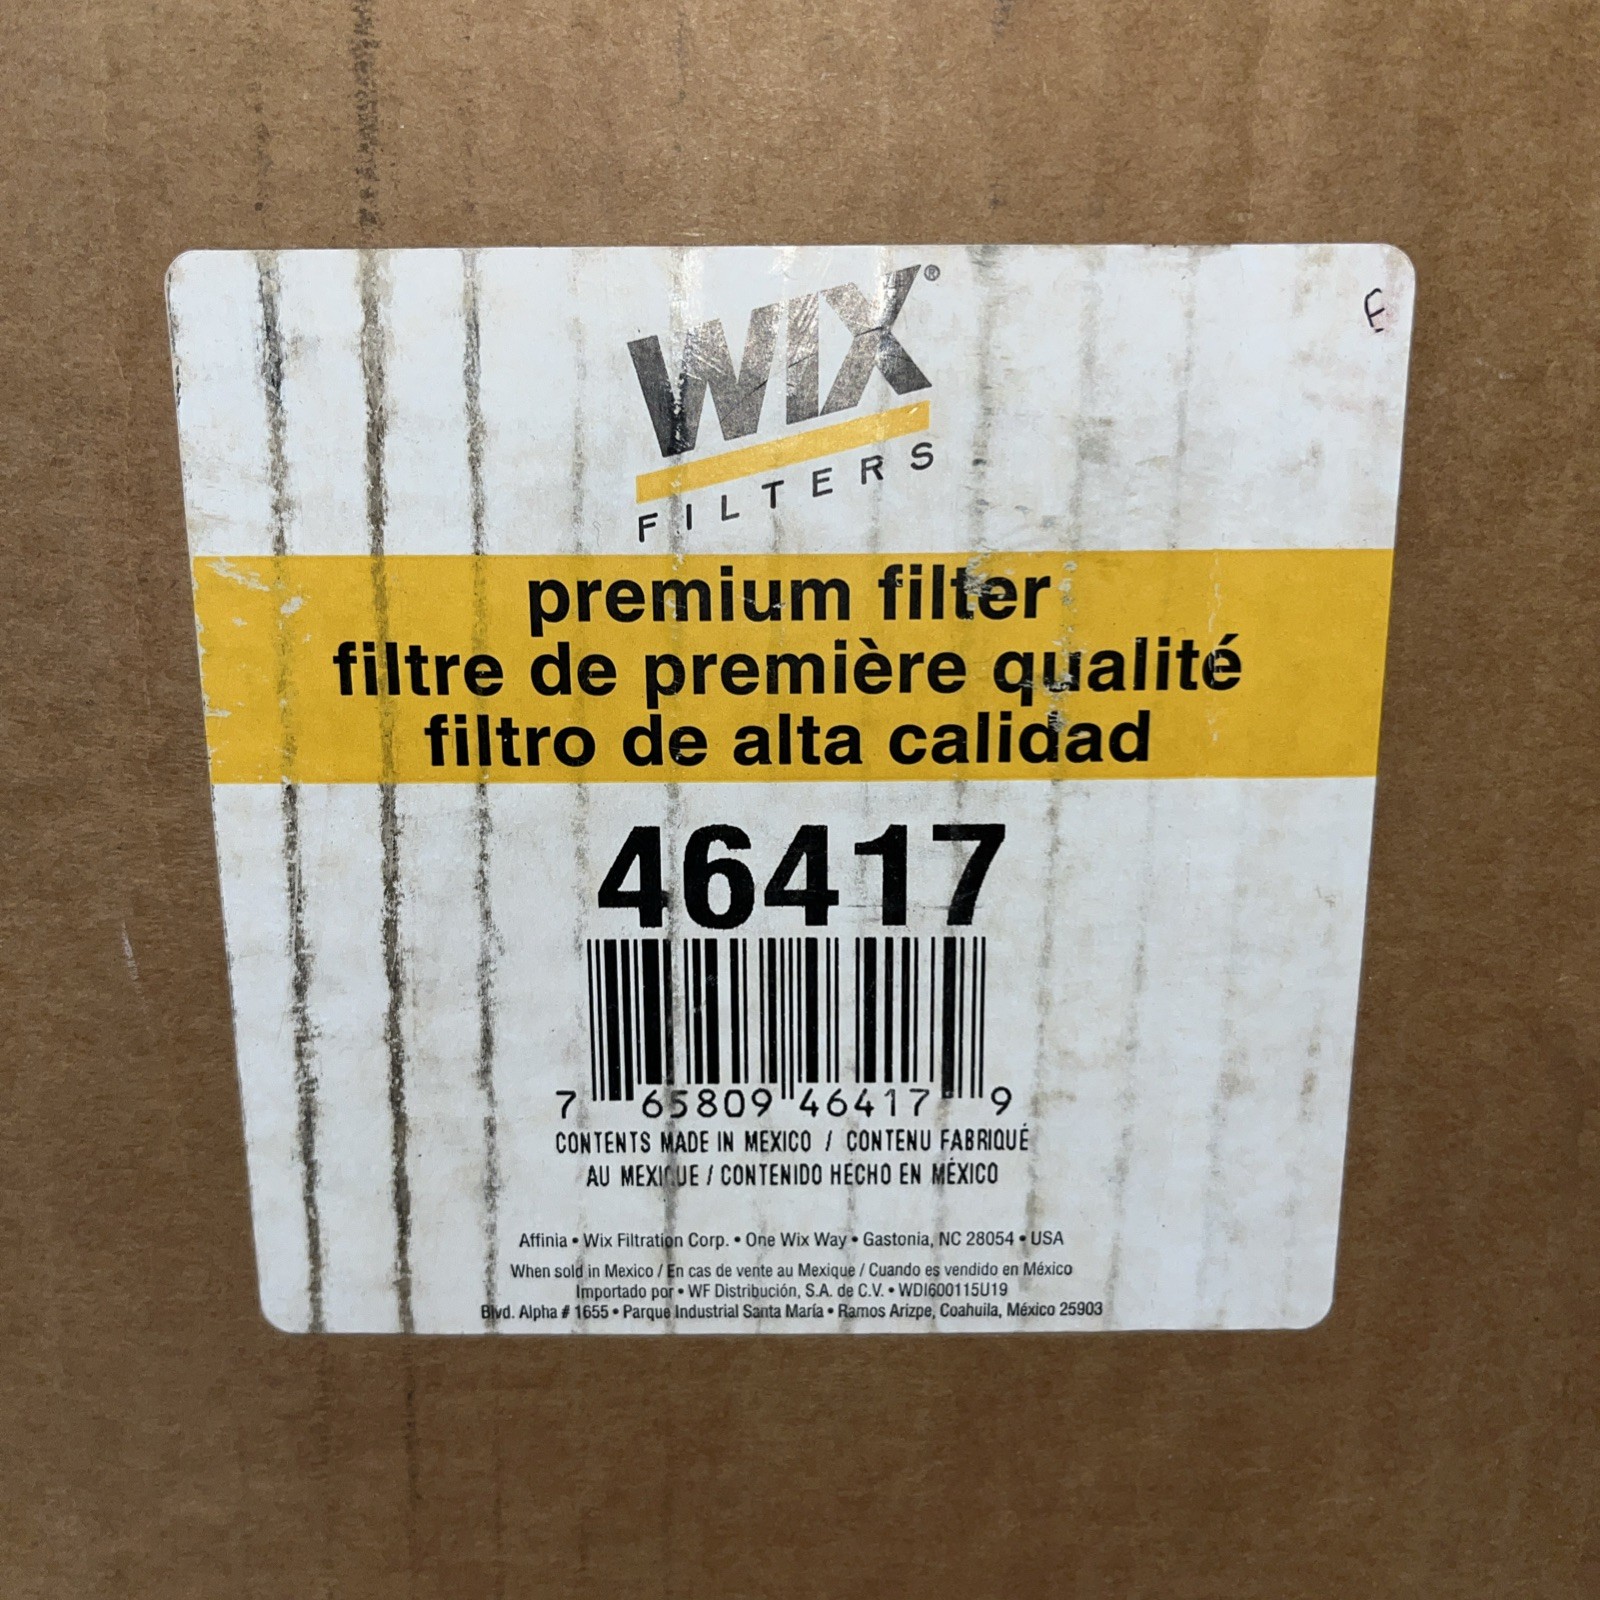 WIX®
FILTERS
E
premium filter
filtre de première qualité
filtro de alta calidad
46417
7 65809 46417 9
CONTENTS MADE IN MEXICO / CONTENU FABRIQUÉ
AU MEXIQUE / CONTENIDO HECHO EN MÉXICO
Affinia • Wix Filtration Corp. • One Wix Way • Gastonia, NC 28054 • USA
When sold in Mexico / En cas de vente au Mexique / Cuando es vendido en México
Importado por • WF Distribución, S.A. de C.V. • WDI600115U19
Blvd. Alpha # 1655 • Parque Industrial Santa María • Ramos Arizpe, Coahuila, México 25903